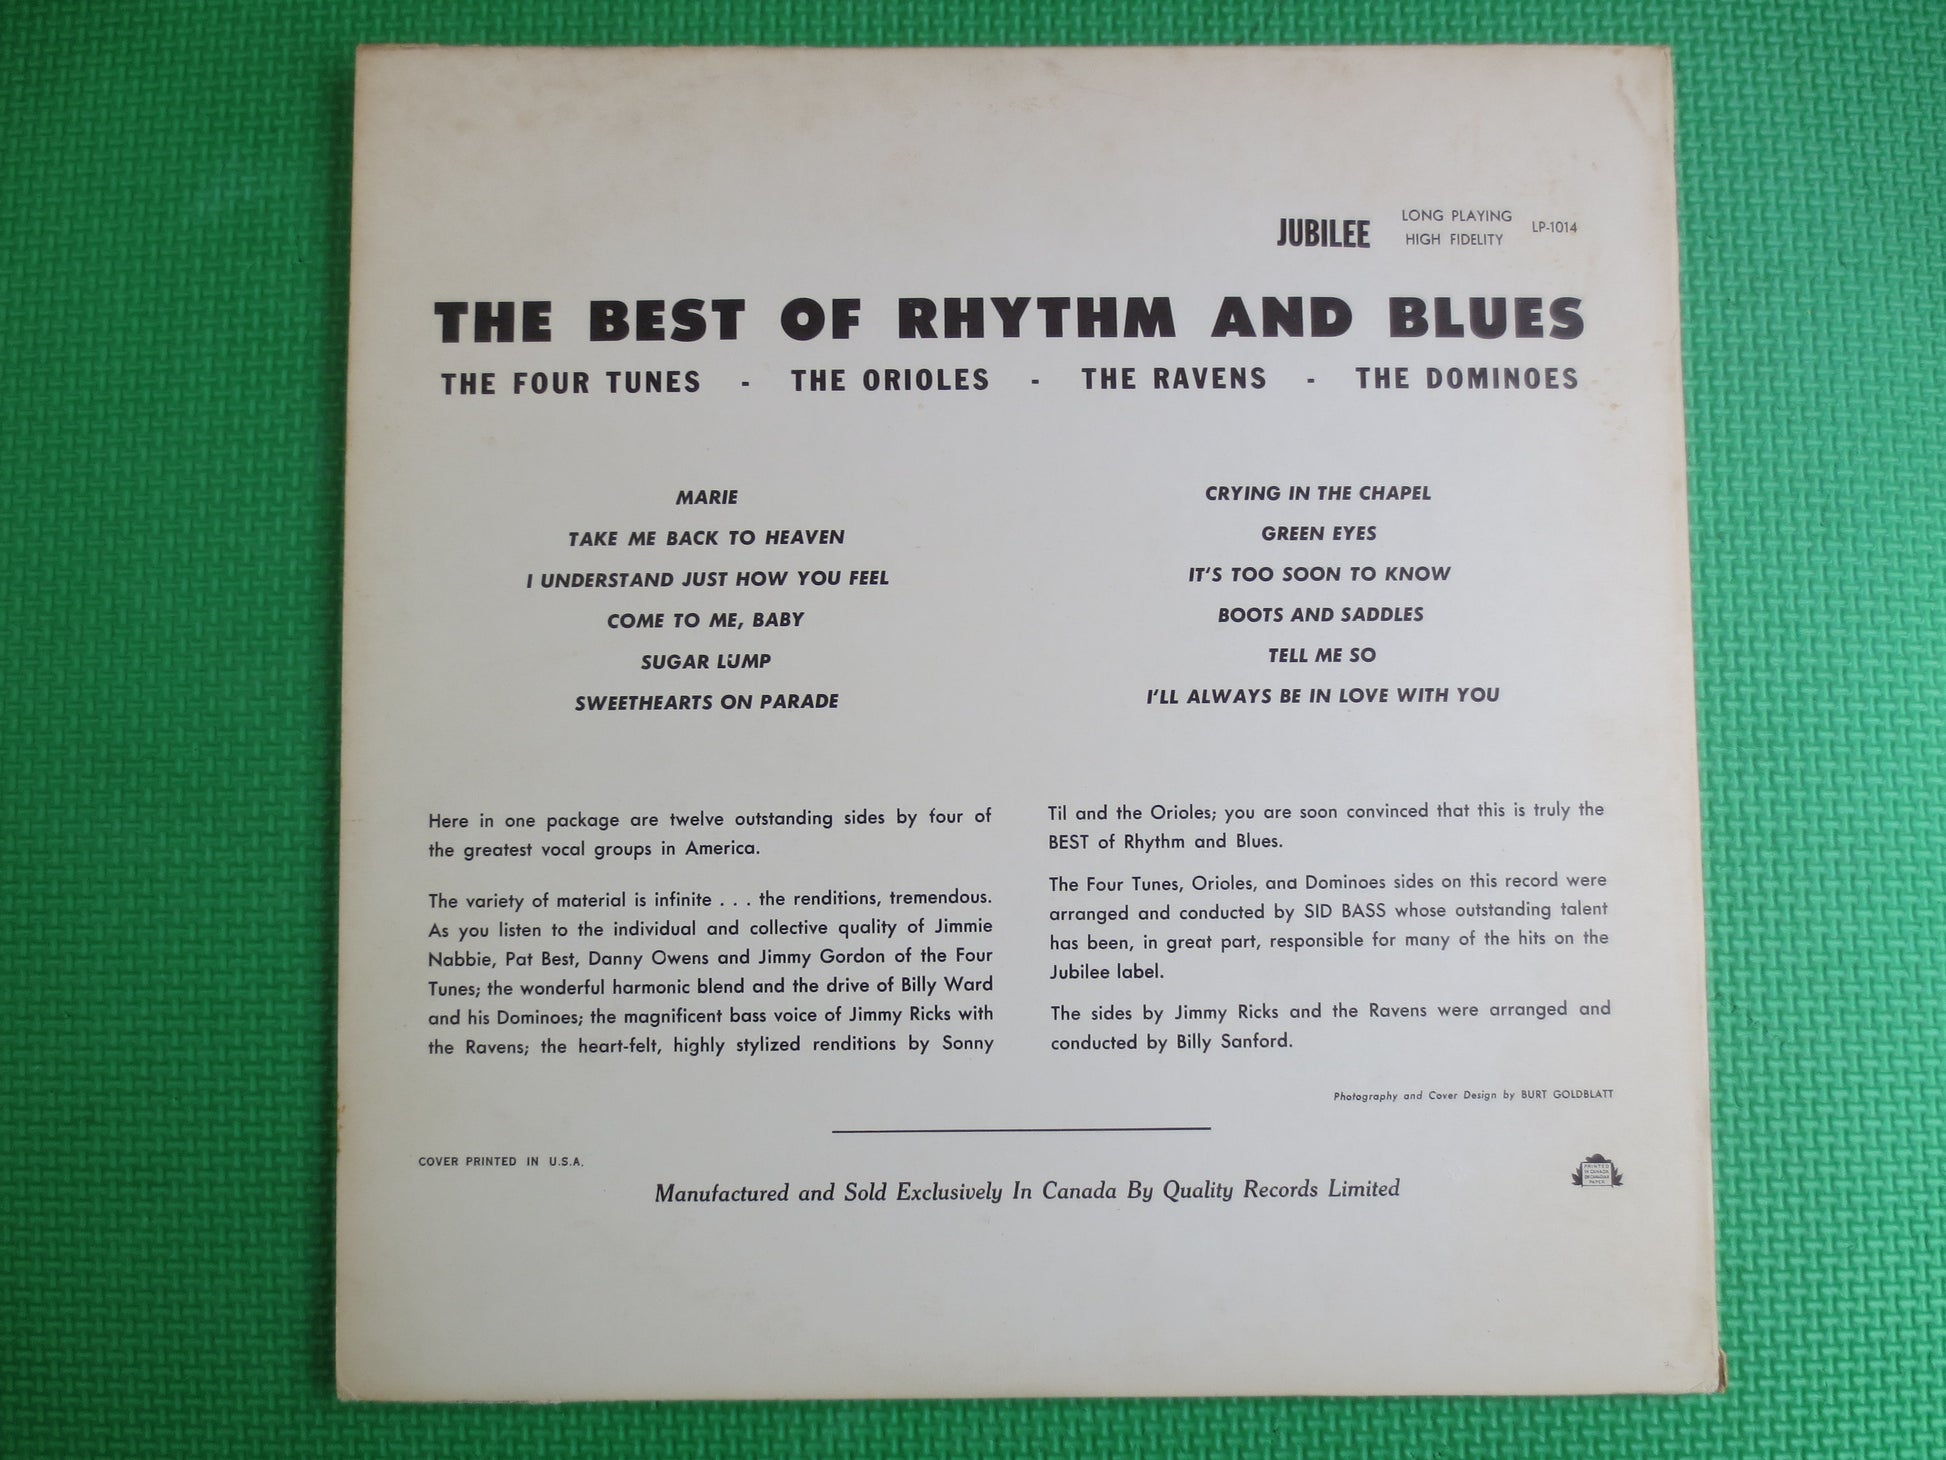 JUBILEE
LONG PLAYING
HIGH FIDELITY
LP-1014
THE BEST OF RHYTHM AND BLUES
THE FOUR TUNES - THE ORIOLES - THE RAVENS - THE DOMINOES
MARIE
TAKE ME BACK TO HEAVEN
I UNDERSTAND JUST HOW YOU FEEL
COME TO ME, BABY
SUGAR LUMP
SWEETHEARTS ON PARADE
CRYING IN THE CHAPEL
GREEN EYES
IT'S TOO SOON TO KNOW
BOOTS AND SADDLES
TELL ME SO
I'LL ALWAYS BE IN LOVE WITH YOU
Here in one package are twelve outstanding sides by four of
the greatest vocal groups in America.
The variety of material is infinite . . . the renditions, tremendous.
As you listen to the individual and collective quality of Jimmie
Nabbie, Pat Best, Danny Owens and Jimmy Gordon of the Four
Tunes; the wonderful harmonic blend and the drive of Billy Ward
and his Dominoes; the magnificent bass voice of Jimmy Ricks with
the Ravens; the heart-felt, highly stylized renditions by Sonny
Til and the Orioles; you are soon convinced that this is truly the
BEST of Rhythm and Blues.
The Four Tunes, Orioles, and Dominoes sides on this record were
arranged and conducted by SID BASS whose outstanding talent
has been, in great part, responsible for many of the hits on the
Jubilee label.
The sides by Jimmy Ricks and the Ravens were arranged and
conducted by Billy Sanford.
Photography and Cover Design by BURT GOLDBLATT
COVER PRINTED IN U.S.A.
PRINTED
IN CANADA
ON CANADIAN
PAPER
Manufactured and Sold Exclusively In Canada By Quality Records Limited